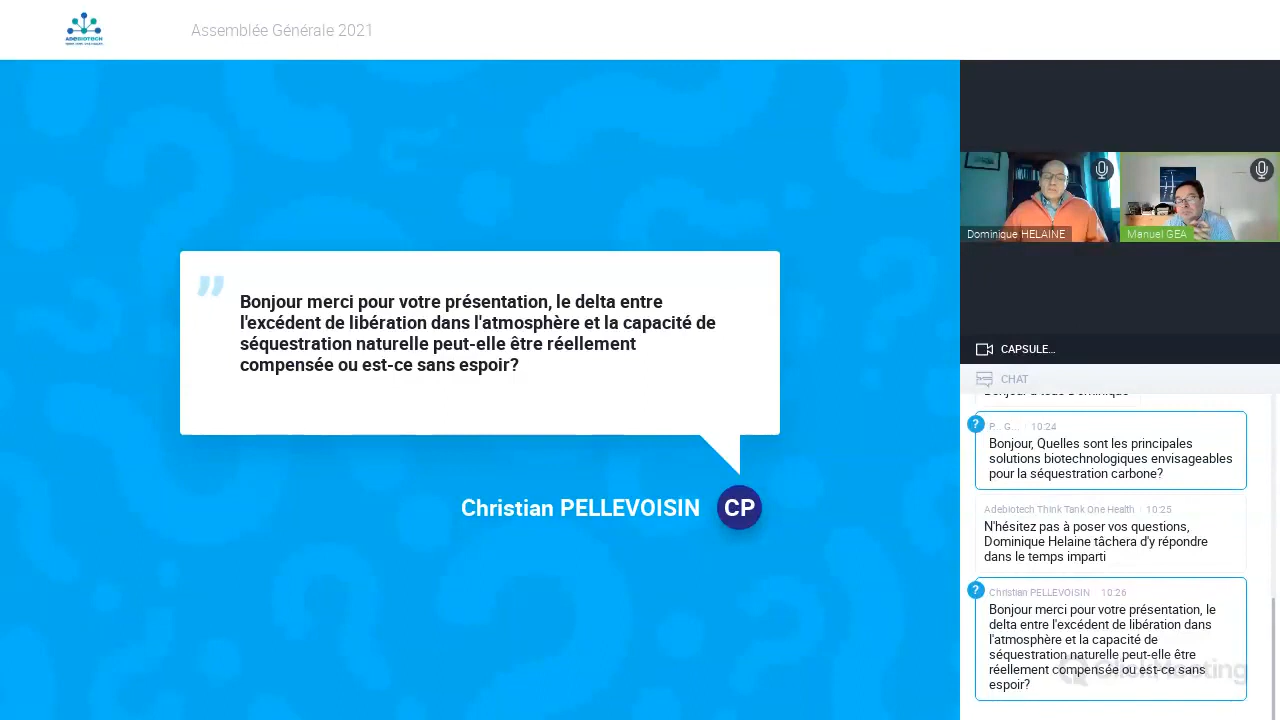 ADEBIOTECH
Assemblée Générale 2021
Bonjour merci pour votre présentation, le delta entre
l'excédent de libération dans l'atmosphère et la capacité de
séquestration naturelle peut-elle être réellement
compensée ou est-ce sans espoir?
Christian PELLEVOISIN
CP
Dominique HELAINE
Manuel GEA
CAPSULE...
CHAT
Bonjour à tous Dominique
?
P... G...
10:24
Bonjour, Quelles sont les principales
solutions biotechnologiques envisageables
pour la séquestration carbone?
Adebiotech Think Tank One Health
10:25
N'hésitez pas à poser vos questions,
Dominique Helaine tâchera d'y répondre
dans le temps imparti
?
Christian PELLEVOISIN
10:26
Bonjour merci pour votre présentation, le
delta entre l'excédent de libération dans
l'atmosphère et la capacité de
séquestration naturelle peut-elle être
réellement compensée ou est-ce sans
espoir?